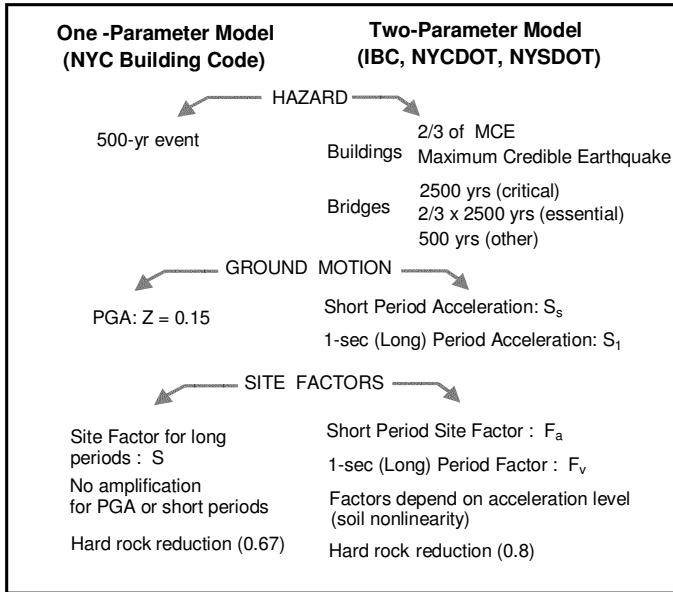 One -Parameter Model
(NYC Building Code)
Two-Parameter Model
(IBC, NYCDOT, NYSDOT)
HAZARD
500-yr event
Buildings
2/3 of MCE
Maximum Credible Earthquake
Bridges
2500 yrs (critical)
2/3 x 2500 yrs (essential)
500 yrs (other)
GROUND MOTION
PGA: Z = 0.15
Short Period Acceleration: Ss
1-sec (Long) Period Acceleration: S1
SITE FACTORS
Site Factor for long
periods : S
No amplification
for PGA or short periods
Hard rock reduction (0.67)
Short Period Site Factor : Fa
1-sec (Long) Period Factor : Fv
Factors depend on acceleration level
(soil nonlinearity)
Hard rock reduction (0.8)